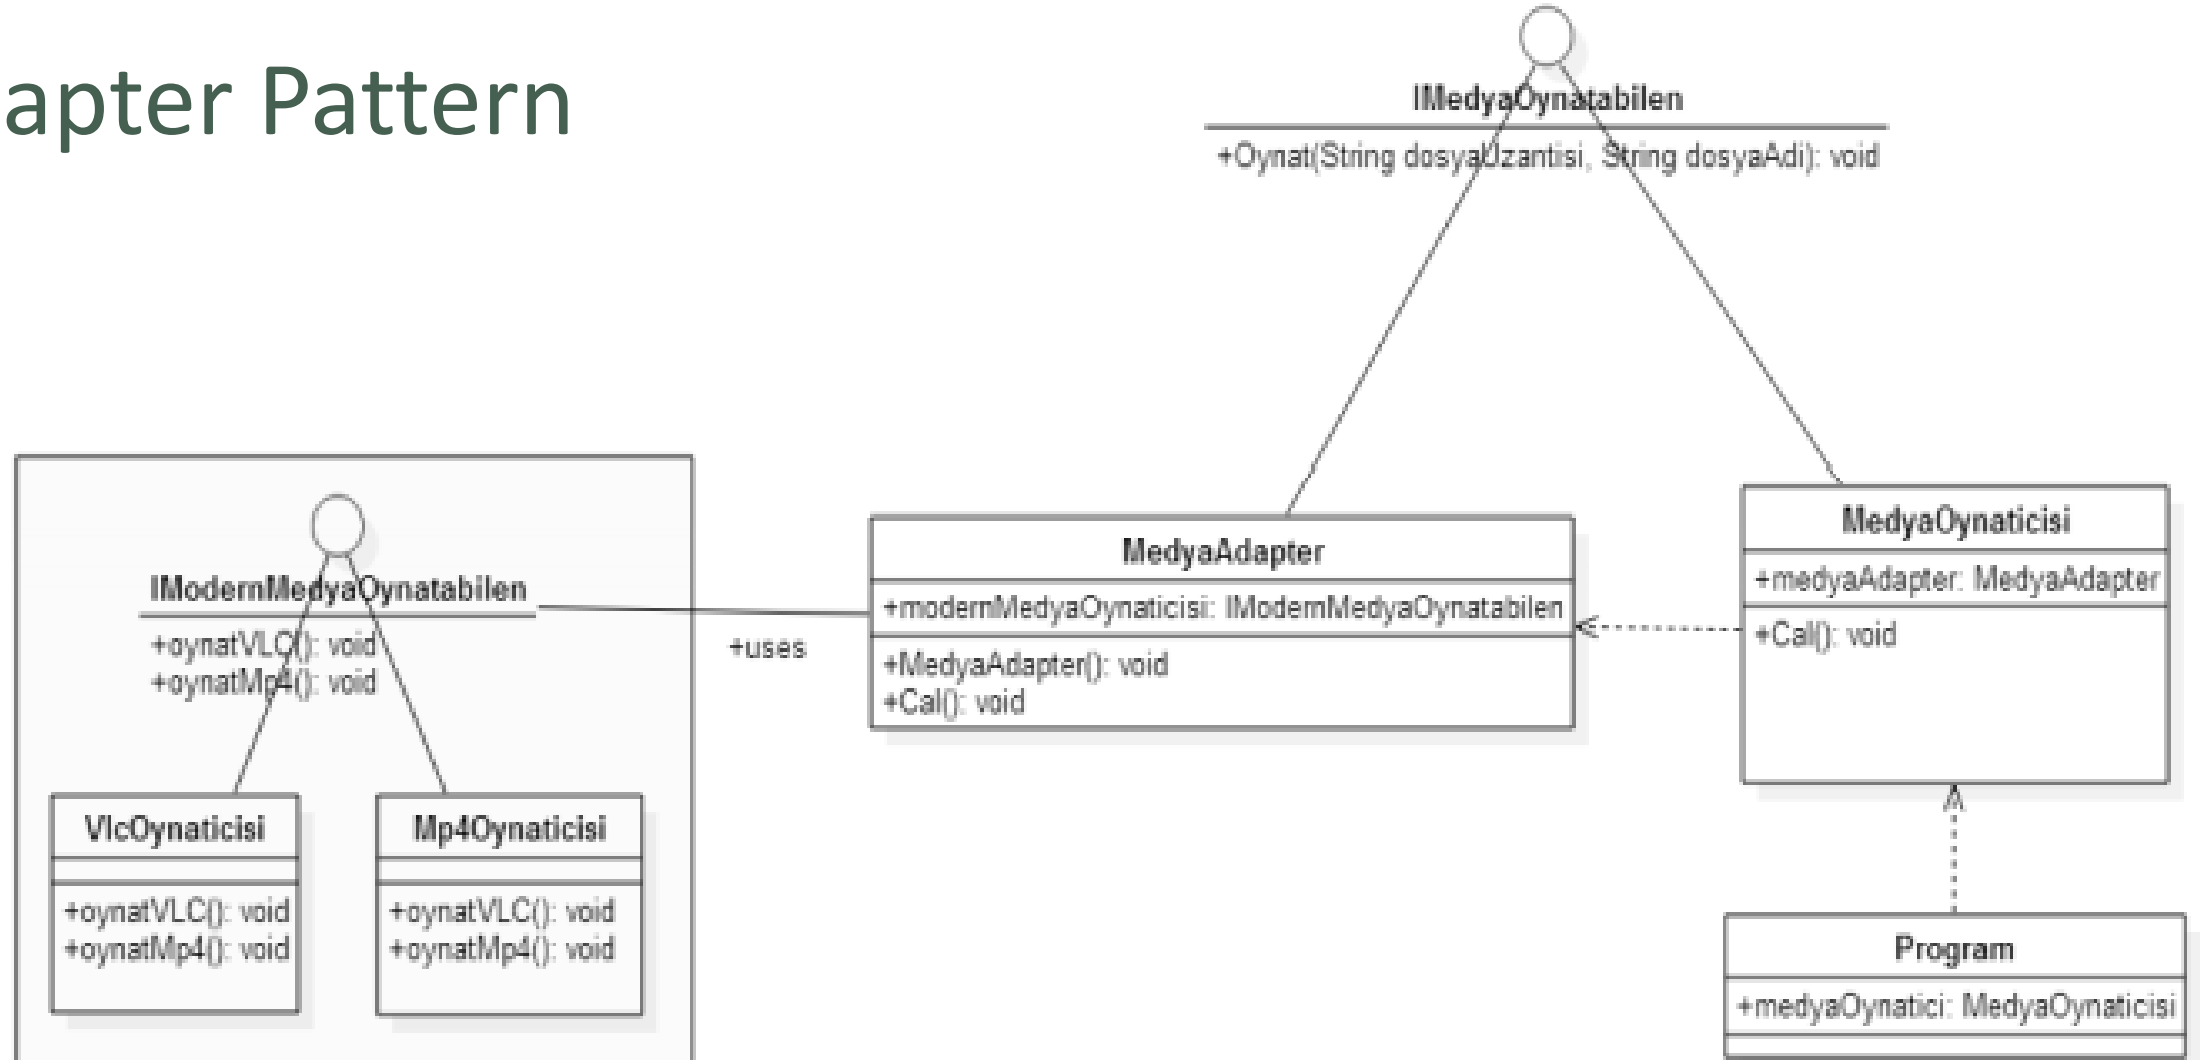 apter Pattern
IMedyaOynatabilen
+Oynat(String dosyaUzantisi, String dosyaAdi): void
IModernMedyaOynatabilen
+oynatVLC(): void
+oynatMp4(): void
+uses
MedyaAdapter
+modernMedyaOynaticisi: IModernMedyaOynatabilen
+MedyaAdapter(): void
+Cal(): void
MedyaOynaticisi
+medyaAdapter: MedyaAdapter
+Cal(): void
VlcOynaticisi
+oynatVLC(): void
+oynatMp4(): void
Mp4Oynaticisi
+oynatVLC(): void
+oynatMp4(): void
Program
+medyaOynatici: MedyaOynaticisi